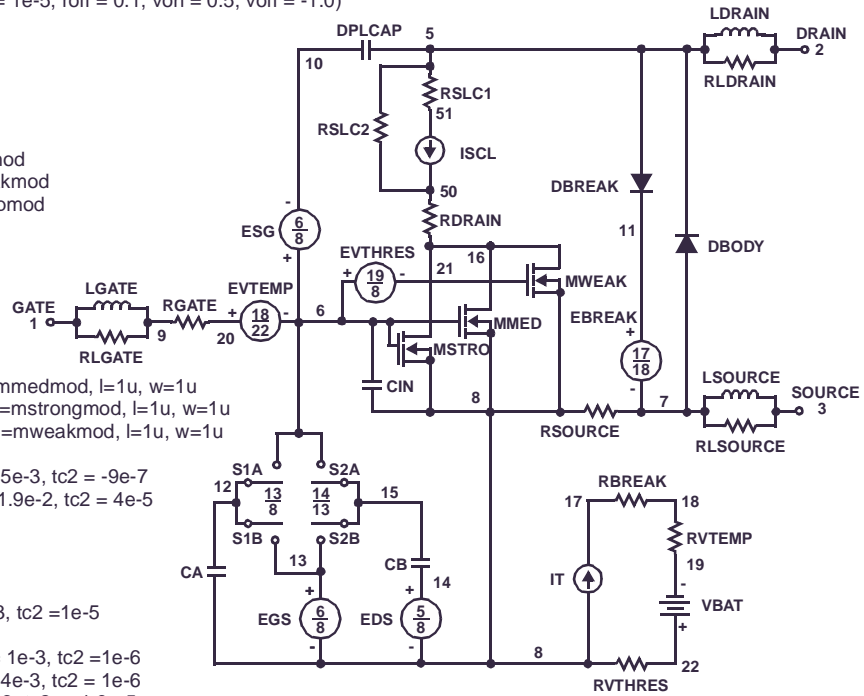 = 1e-5, roff = 0.1, von = 0.5, voff = -1.0)
LDRAIN
DPLCAP
5
DRAIN
2
10
RLDRAIN
RSLC1
51
RSLC2
ISCL
nod
kmod
omod
50
DBREAK
RDRAIN
ESG
6
8
11
DBODY
EVTHRES
16
19
8
21
MWEAK
LGATE
EVTEMP
GATE
1
RGATE
18
22
6
MMED
EBREAK
9
20
MSTRO
17
18
RLGATE
CIN
LSOURCE
nmedmod, l=1u, w=1u
8
7
SOURCE
3
=mstrongmod, l=1u, w=1u
=mweakmod, l=1u, w=1u
RSOURCE
RLSOURCE
5e-3, tc2 = -9e-7
S1A
S2A
RBREAK
1.9e-2, tc2 = 4e-5
12
13
8
14
13
15
17
18
S1B
S2B
RVTEMP
13
CB
19
CA
14
IT
VBAT
3, tc2 =1e-5
EGS
6
8
EDS
5
8
1e-3, tc2 =1e-6
8
22
4e-3, tc2 = 1e-6
RVTHRES
+
-